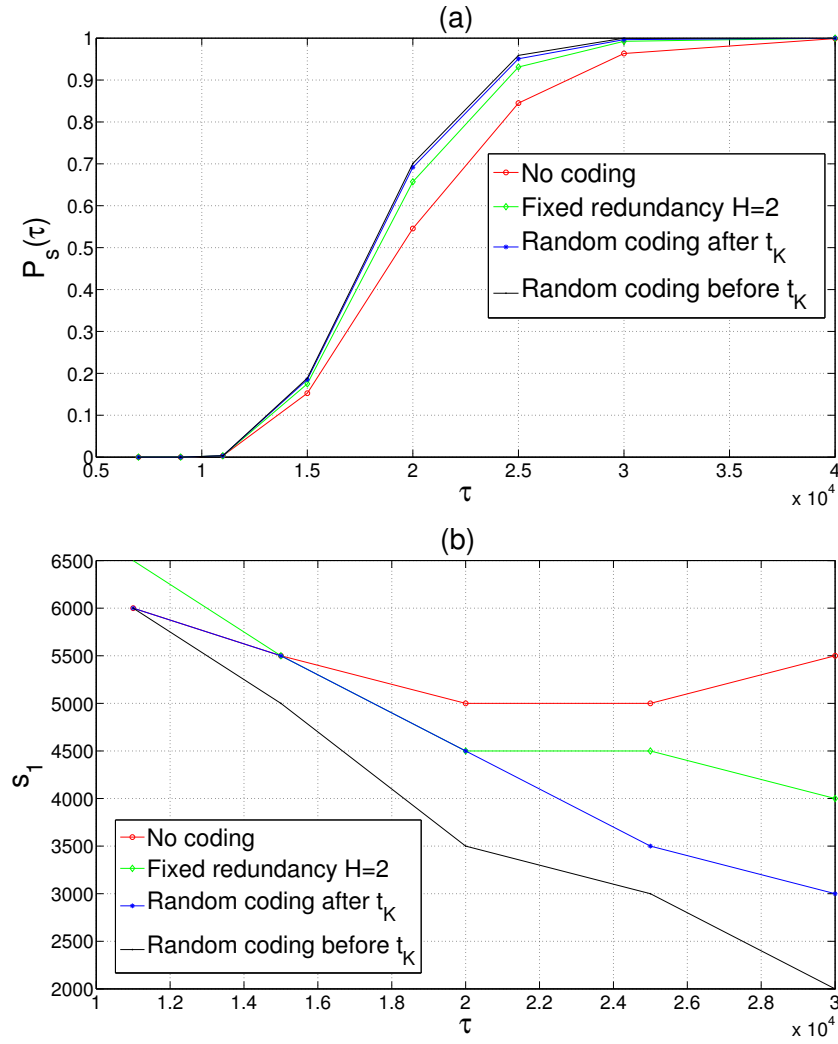 (a)
1
0.9
0.8
0.7
0.6
0.5
0.4
0.3
0.2
0.1
0
P_s(τ)
No coding
Fixed redundancy H=2
Random coding after t_K
Random coding before t_K
0.5 1 1.5 2 2.5 3 3.5 4
x 10^4
τ
(b)
6500
6000
5500
5000
4500
4000
3500
3000
2500
2000
s_1
No coding
Fixed redundancy H=2
Random coding after t_K
Random coding before t_K
1 1.2 1.4 1.6 1.8 2 2.2 2.4 2.6 2.8 3
x 10^4
τ